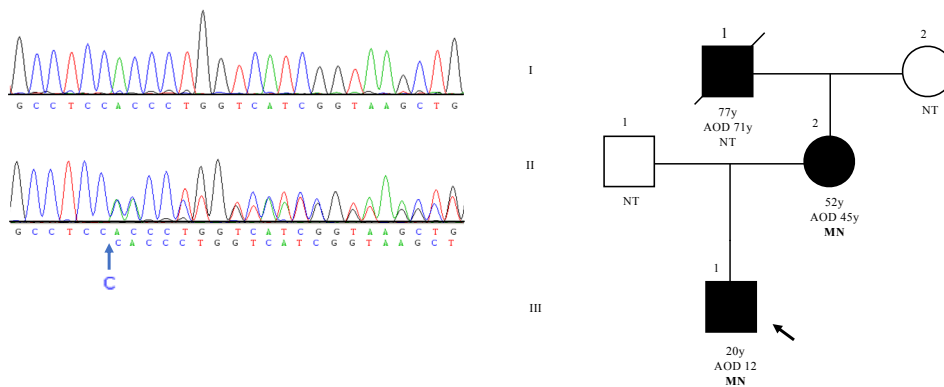 G C C T C C A C C C T G G T C A T C G G T A A G C T G
G C C T C C A C C C T G G T C A T C G G T A A G C T G
C A C C C T G G T C A T C G G T A A G C T
C
I
1
2
77y
AOD 71y
NT
NT
II
1
2
NT
52y
AOD 45y
MN
III
1
20y
AOD 12
MN